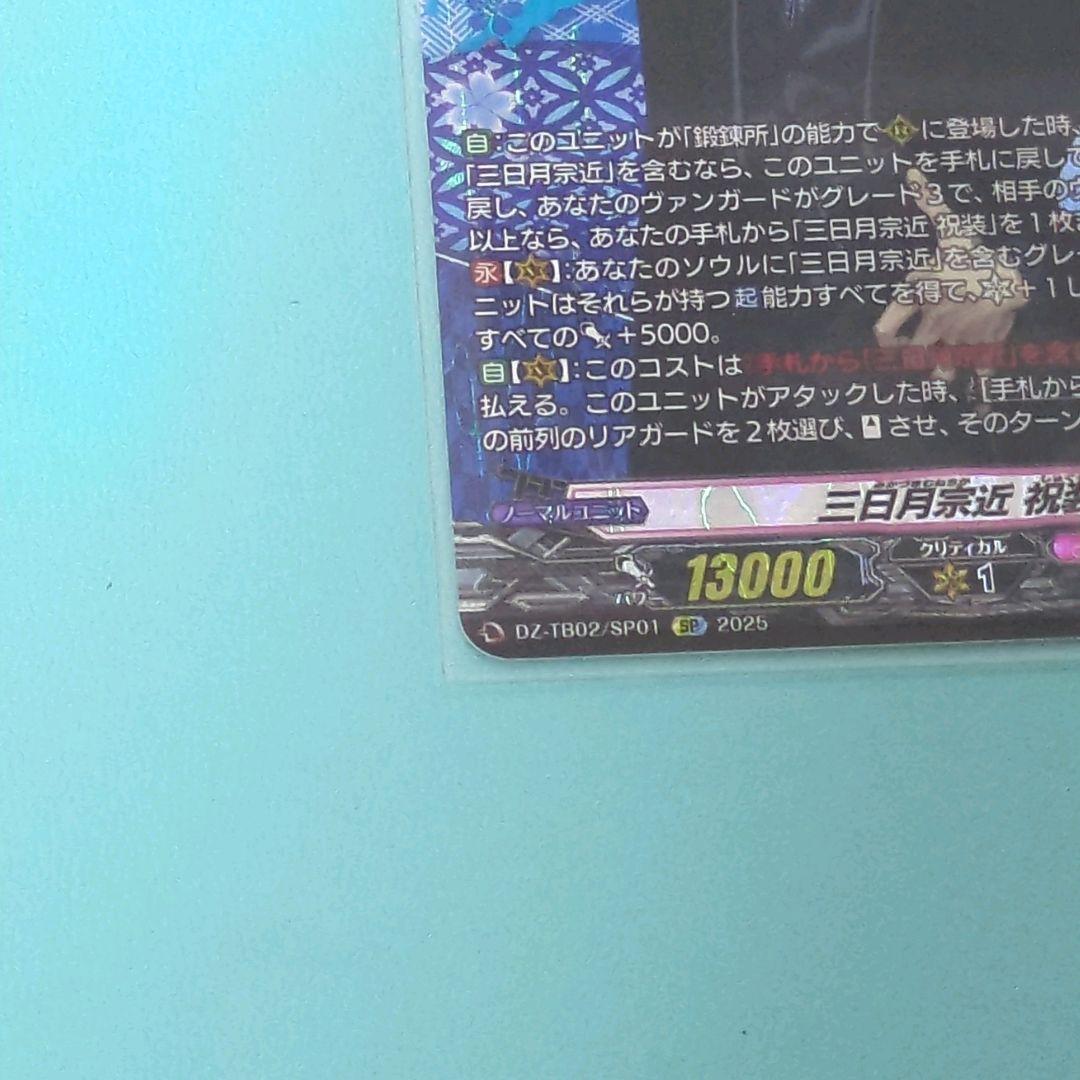 自:このユニットが「鍛錬所」の能力で R に登場した時、
「三日月宗近」を含むなら、このユニットを手札に戻して
戻し、あなたのヴァンガードがグレード3で、相手の
以上なら、あなたの手札から「三日月宗近 祝装」を1枚
永【】:あなたのソウルに「三日月宗近」を含むグレ
ニットはそれらが持つ起能力すべてを得て、+1し
すべての+5000。
自【】:このコストは手札から「三日月宗近」を含
払える。このユニットがアタックした時、[手札から
の前列のリアガードを2枚選び、させ、そのターン
三日月宗近 祝装
ノーマルユニット
パワー 13000 クリティカル 1
DZ-TB02/SP01 SP 2025